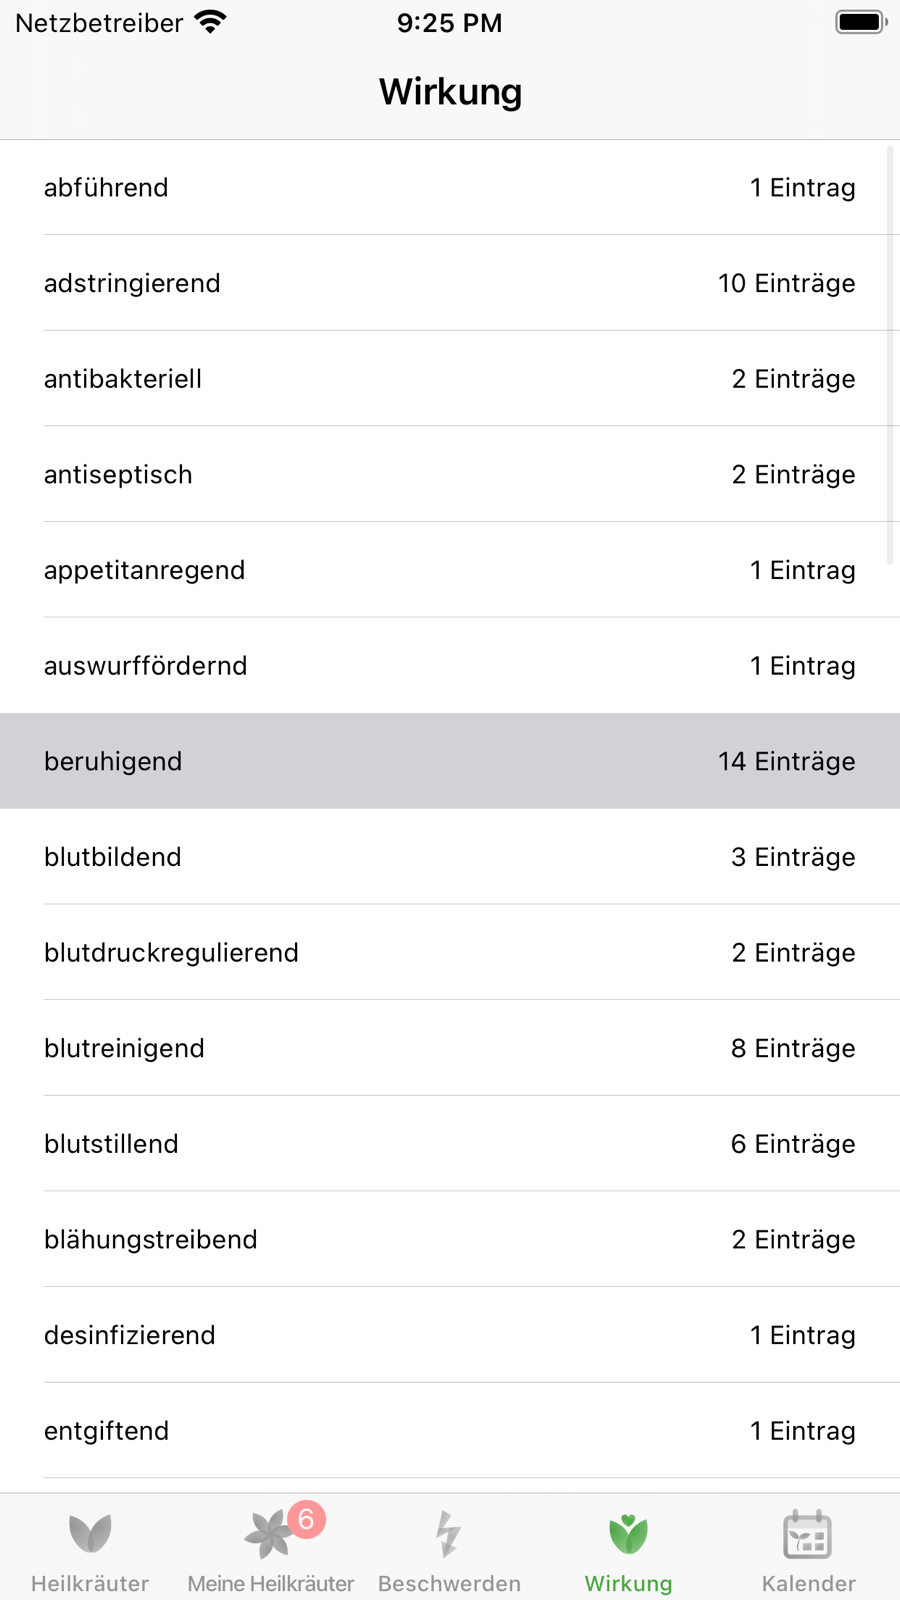 Netzbetreiber 9:25 PM
Wirkung
abführend 1 Eintrag
adstringierend 10 Einträge
antibakteriell 2 Einträge
antiseptisch 2 Einträge
appetitanregend 1 Eintrag
auswurffördernd 1 Eintrag
beruhigend 14 Einträge
blutbildend 3 Einträge
blutdruckregulierend 2 Einträge
blutreinigend 8 Einträge
blutstillend 6 Einträge
blähungstreibend 2 Einträge
desinfizierend 1 Eintrag
entgiftend 1 Eintrag
6
Heilkräuter Meine Heilkräuter Beschwerden Wirkung Kalender